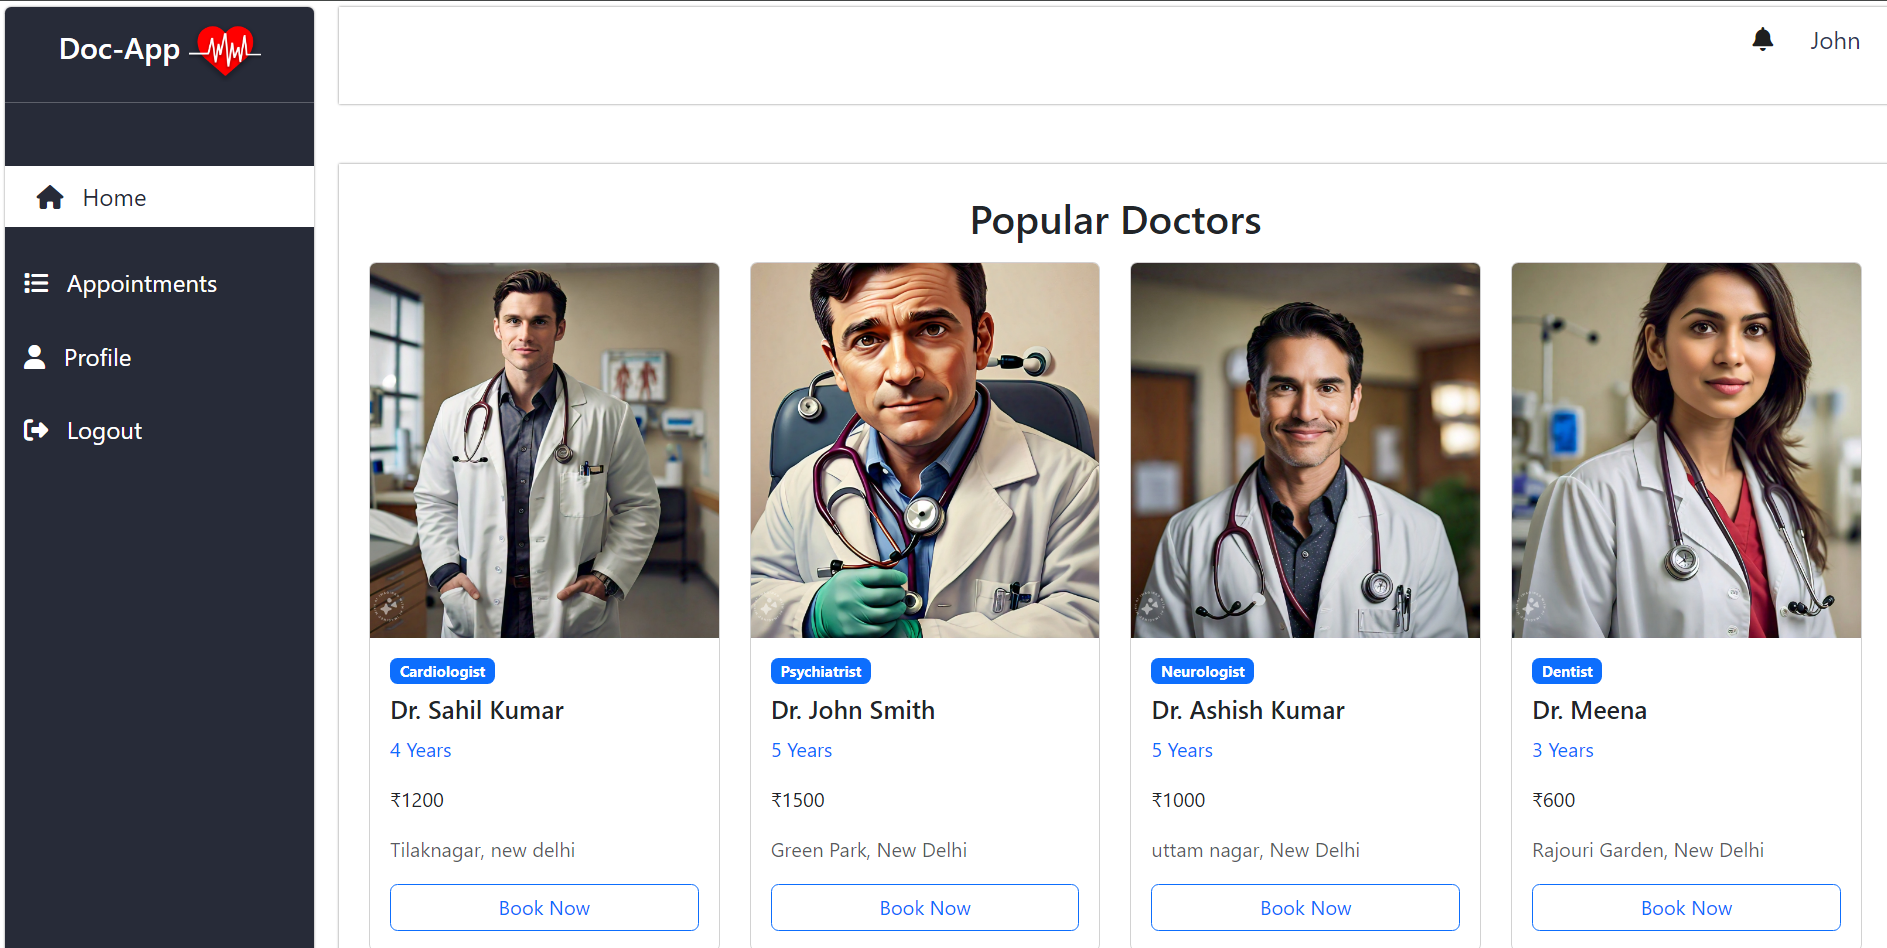 Doc-App
John
Home
Appointments
Profile
Logout
Popular Doctors
Cardiologist
Dr. Sahil Kumar
4 Years
₹1200
Tilaknagar, new delhi
Book Now
Psychiatrist
Dr. John Smith
5 Years
₹1500
Green Park, New Delhi
Book Now
Neurologist
Dr. Ashish Kumar
5 Years
₹1000
uttam nagar, New Delhi
Book Now
Dentist
Dr. Meena
3 Years
₹600
Rajouri Garden, New Delhi
Book Now